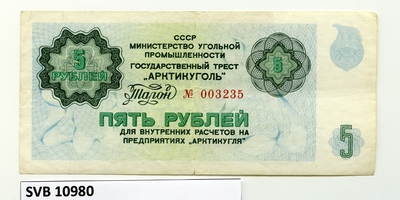 СССР
МИНИСТЕРСТВО УГОЛЬНОЙ
ПРОМЫШЛЕННОСТИ
ГОСУДАРСТВЕННЫЙ ТРЕСТ
„АРКТИКУГОЛЬ"
5
РУБЛЕЙ
5
Талон № 003235
ПЯТЬ РУБЛЕЙ
ДЛЯ ВНУТРЕННИХ РАСЧЕТОВ НА
ПРЕДПРИЯТИЯХ „АРКТИКУГЛЯ"
5
SVB 10980